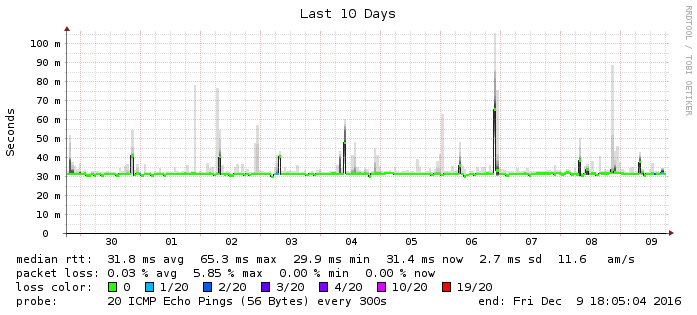 Last 10 Days
RRDTOOL / TOBI OETIKER
Seconds
100 m
90 m
80 m
70 m
60 m
50 m
40 m
30 m
20 m
10 m
0
30 01 02 03 04 05 06 07 08 09
median rtt: 31.8 ms avg 65.3 ms max 29.9 ms min 31.4 ms now 2.7 ms sd 11.6 am/s
packet loss: 0.03 % avg 5.85 % max 0.00 % min 0.00 % now
loss color: 0 1/20 2/20 3/20 4/20 10/20 19/20
probe: 20 ICMP Echo Pings (56 Bytes) every 300s end: Fri Dec 9 18:05:04 2016